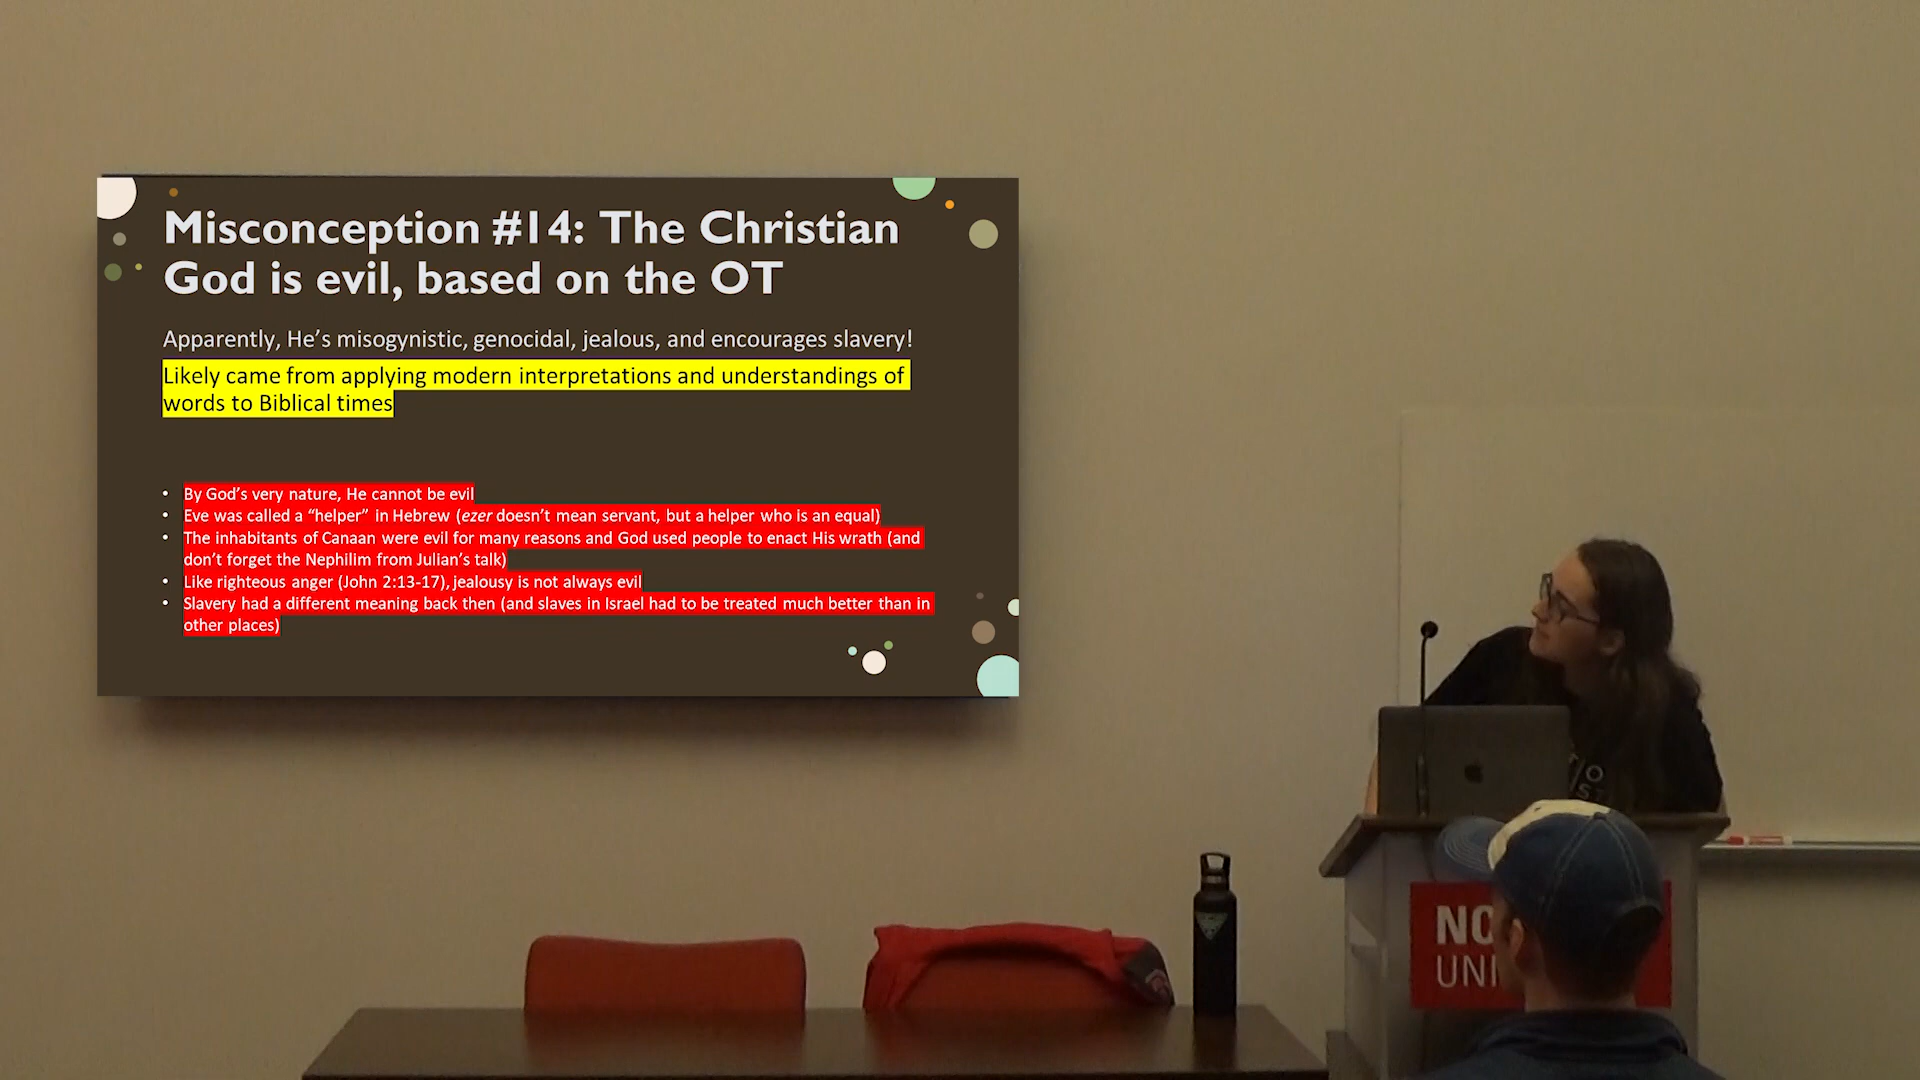 Misconception #14: The Christian
God is evil, based on the OT
Apparently, He’s misogynistic, genocidal, jealous, and encourages slavery!
Likely came from applying modern interpretations and understandings of
words to Biblical times
• By God’s very nature, He cannot be evil
• Eve was called a “helper” in Hebrew (ezer doesn’t mean servant, but a helper who is an equal)
• The inhabitants of Canaan were evil for many reasons and God used people to enact His wrath (and
don’t forget the Nephilim from Julian’s talk)
• Like righteous anger (John 2:13-17), jealousy is not always evil
• Slavery had a different meaning back then (and slaves in Israel had to be treated much better than in
other places)
NC
UNI